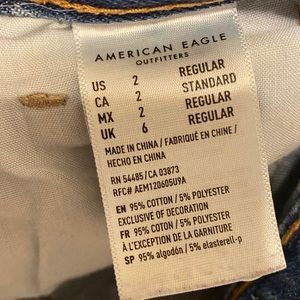 AMERICAN EAGLE
OUTFITTERS
US 2 REGULAR
CA 2 STANDARD
MX 2 REGULAR
UK 6 REGULAR
MADE IN CHINA / FABRIQUÉ EN CHINE /
HECHO EN CHINA
RN 54485/CA 03873
RFC# AEM120605U9A
EN 95% COTTON / 5% POLYESTER
EXCLUSIVE OF DECORATION
FR 95% COTON / 5% POLYESTER
À L'EXCEPTION DE LA GARNITURE
SP 95% algodón / 5% elasterell-p